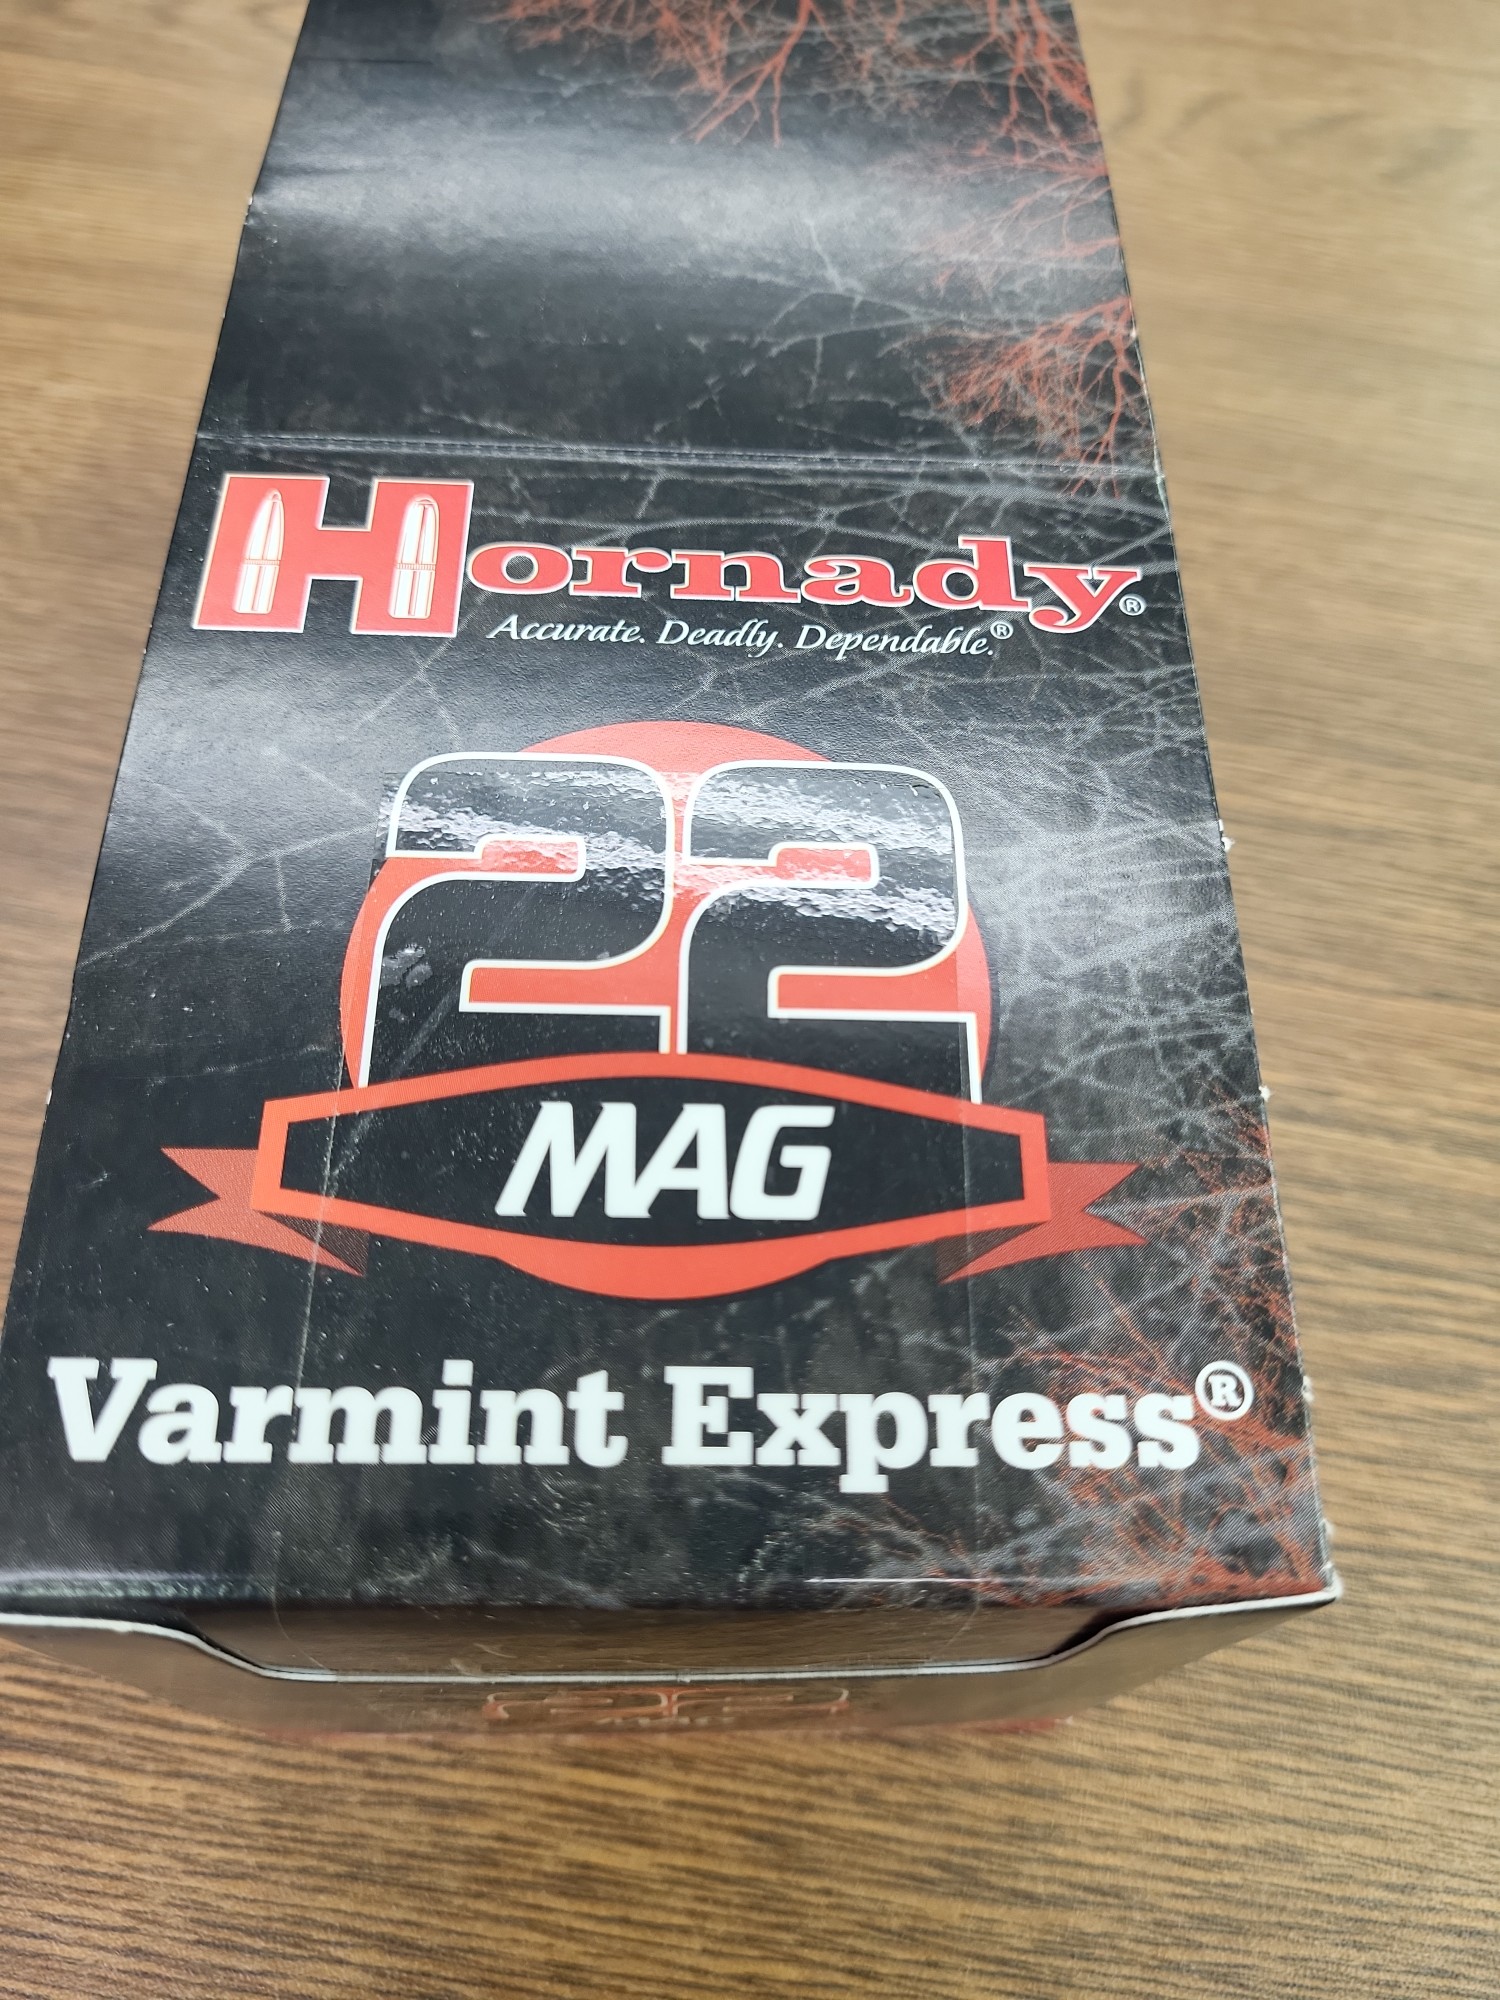 Hornady®
Accurate. Deadly. Dependable.®
22
MAG
Varmint Express®